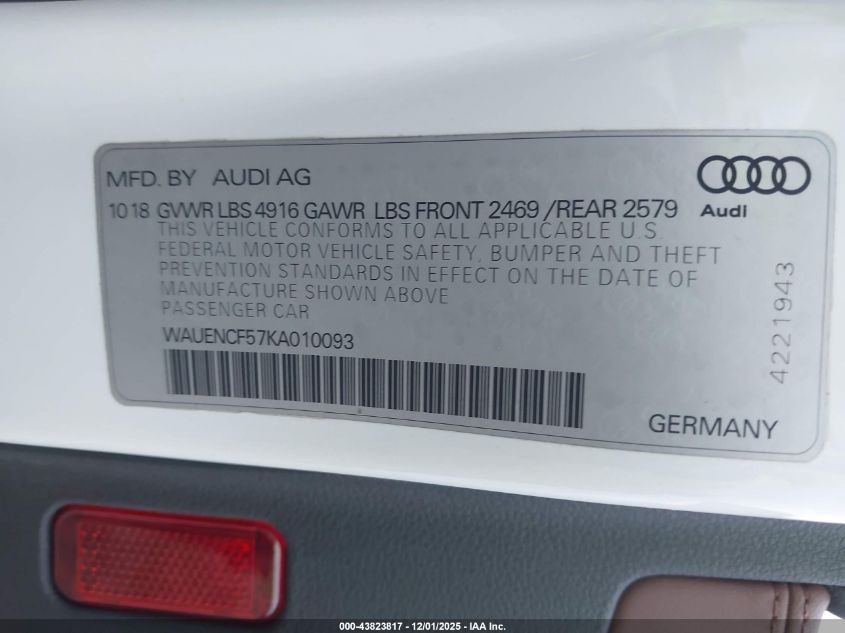 MFD. BY AUDI AG
Audi
10 18 GVWR LBS 4916 GAWR LBS FRONT 2469 /REAR 2579
THIS VEHICLE CONFORMS TO ALL APPLICABLE U.S.
FEDERAL MOTOR VEHICLE SAFETY, BUMPER AND THEFT
PREVENTION STANDARDS IN EFFECT ON THE DATE OF
MANUFACTURE SHOWN ABOVE
PASSENGER CAR
WAUENCF57KA010093
4221943
GERMANY
000-43823817 - 12/01/2025 - IAA Inc.